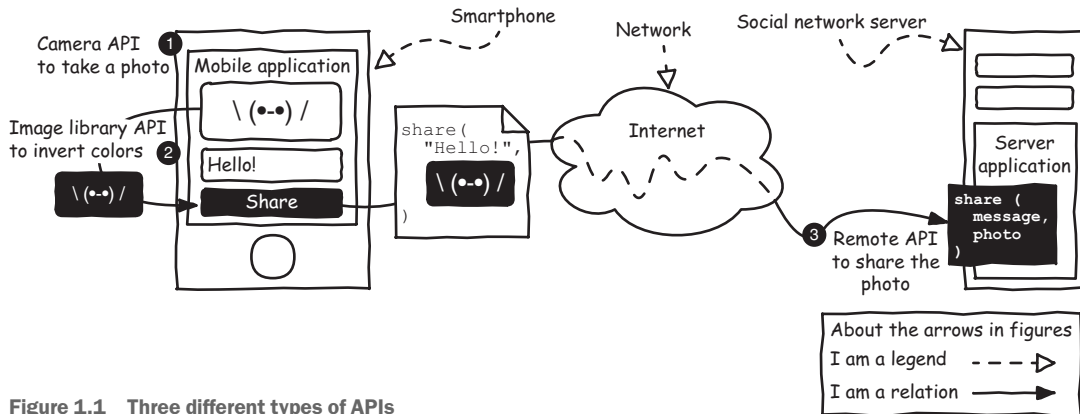 Smartphone
Network
Social network server
Camera API
to take a photo
1
Mobile application
\ (•-•) /
Image library API
to invert colors
2
Hello!
\ (•-•) /
Share
share(
"Hello!",
\ (•-•) /
)
Internet
Server
application
share (
message,
photo
)
3
Remote API
to share the
photo
About the arrows in figures
I am a legend
I am a relation
Figure 1.1 Three different types of APIs